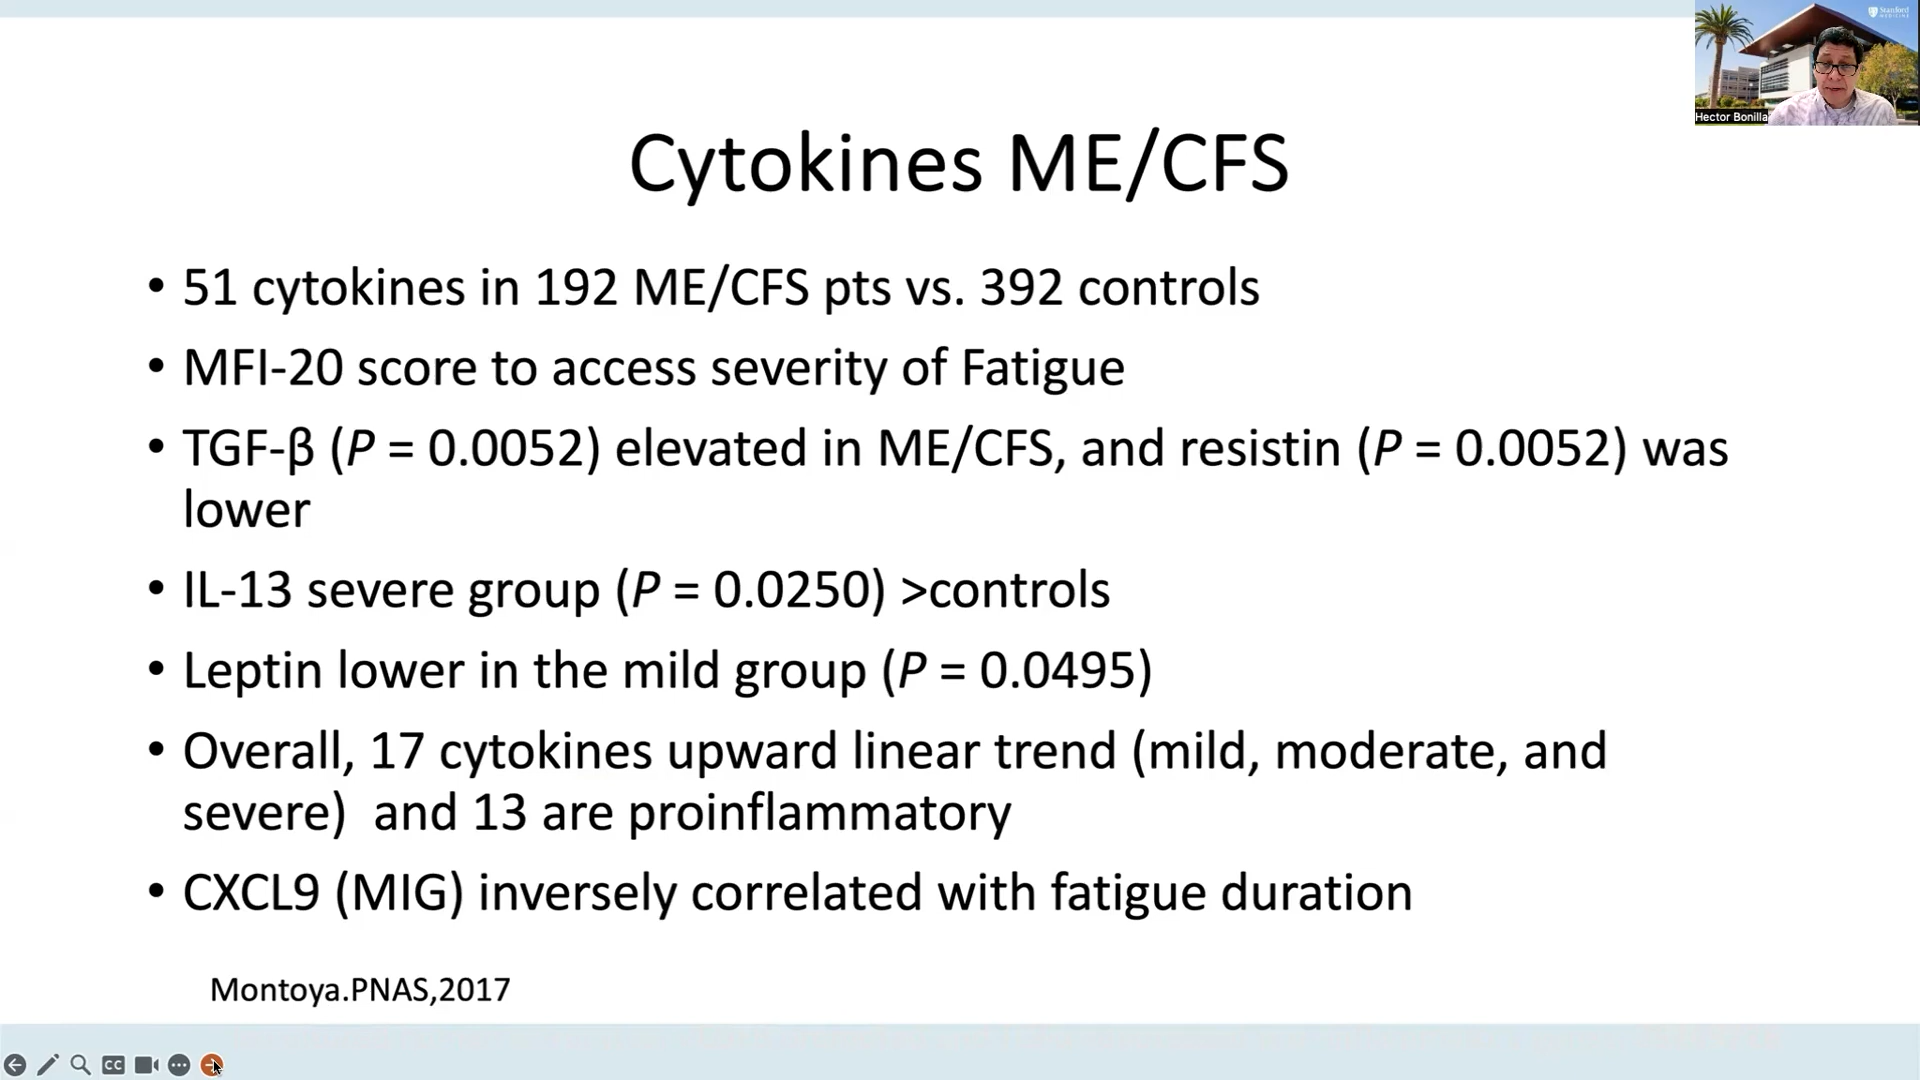 Stanford
MEDICINE
Hector Bonilla
Cytokines ME/CFS
• 51 cytokines in 192 ME/CFS pts vs. 392 controls
• MFI-20 score to access severity of Fatigue
• TGF-β (P = 0.0052) elevated in ME/CFS, and resistin (P = 0.0052) was
lower
• IL-13 severe group (P = 0.0250) >controls
• Leptin lower in the mild group (P = 0.0495)
• Overall, 17 cytokines upward linear trend (mild, moderate, and
severe)  and 13 are proinflammatory
• CXCL9 (MIG) inversely correlated with fatigue duration
Montoya.PNAS,2017
CC